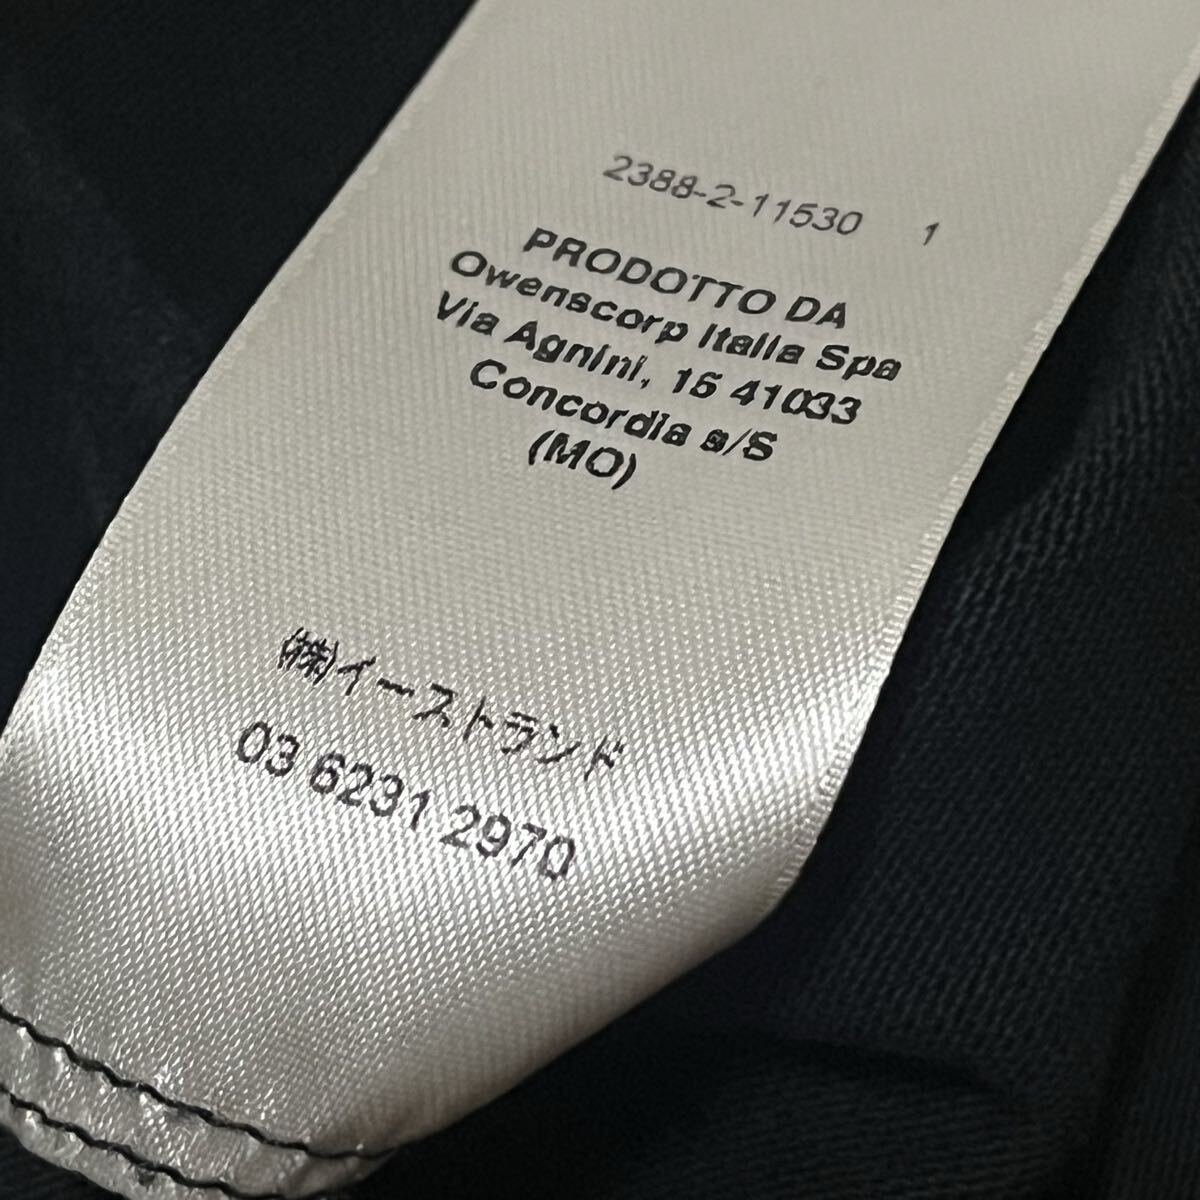 2388-2-11530 1
PRODOTTO DA
Owenscorp Italia Spa
Via Agnini, 16 41033
Concordia s/S
(MO)
(株)イーストランド
03 6231 2970